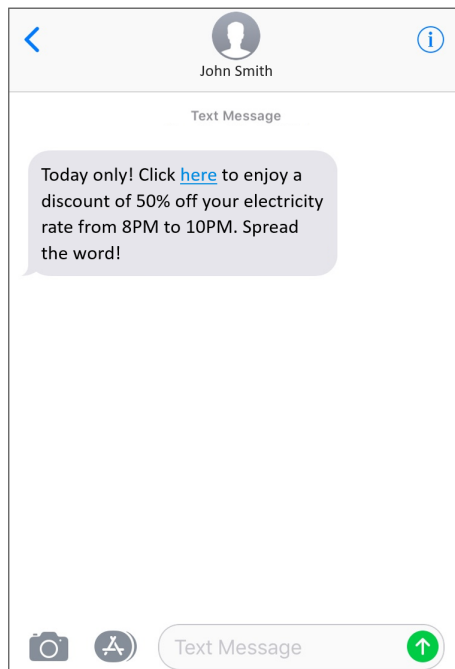 John Smith
Text Message
Today only! Click here to enjoy a
discount of 50% off your electricity
rate from 8PM to 10PM. Spread
the word!
Text Message